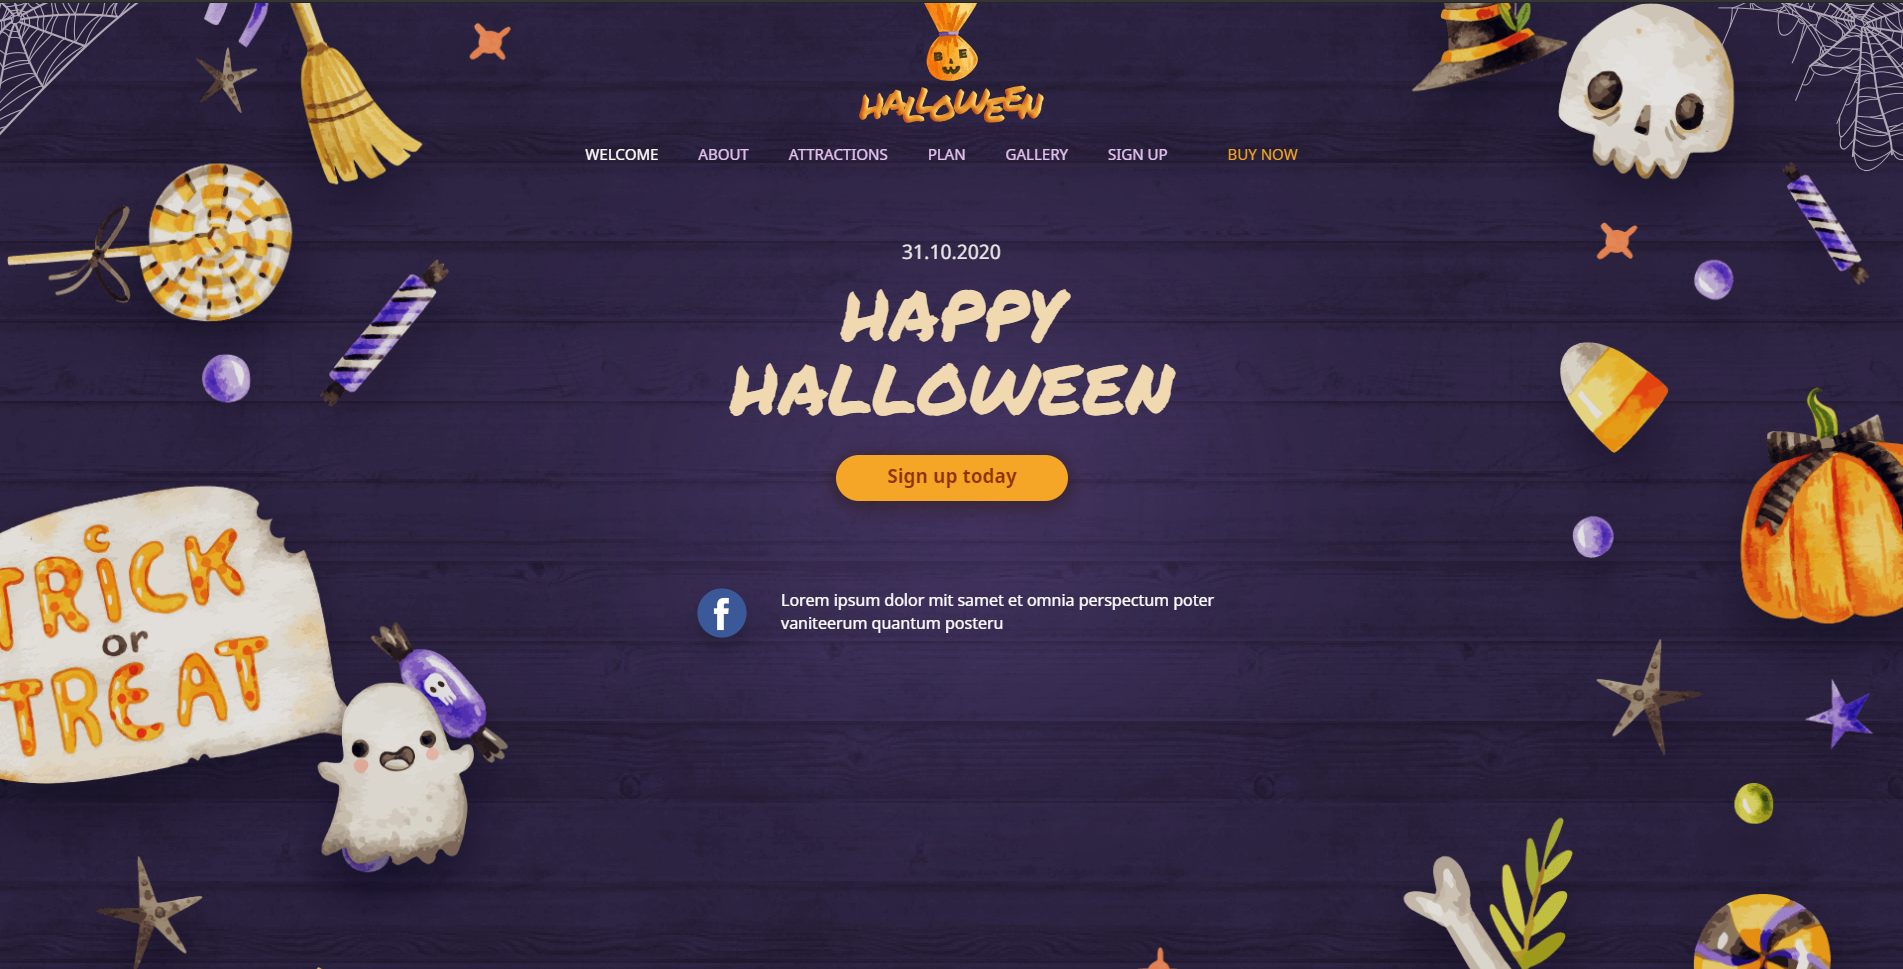 BE
HALLOWEEN
WELCOME ABOUT ATTRACTIONS PLAN GALLERY SIGN UP BUY NOW
31.10.2020
HAPPY
HALLOWEEN
Sign up today
f
Lorem ipsum dolor mit samet et omnia perspectum poter
vaniteerum quantum posteru
TRICK
or
TREAT